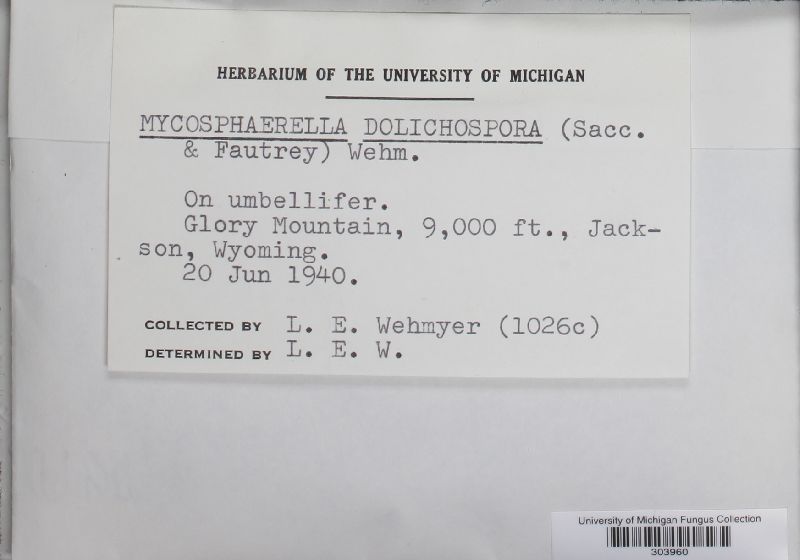 HERBARIUM OF THE UNIVERSITY OF MICHIGAN
MYCOSPHAERELLA DOLICHOSPORA (Sacc.
& Fautrey) Wehm.
On umbellifer.
Glory Mountain, 9,000 ft., Jack-
son, Wyoming.
20 Jun 1940.
COLLECTED BY L. E. Wehmyer (1026c)
DETERMINED BY L. E. W.
University of Michigan Fungus Collection
303960